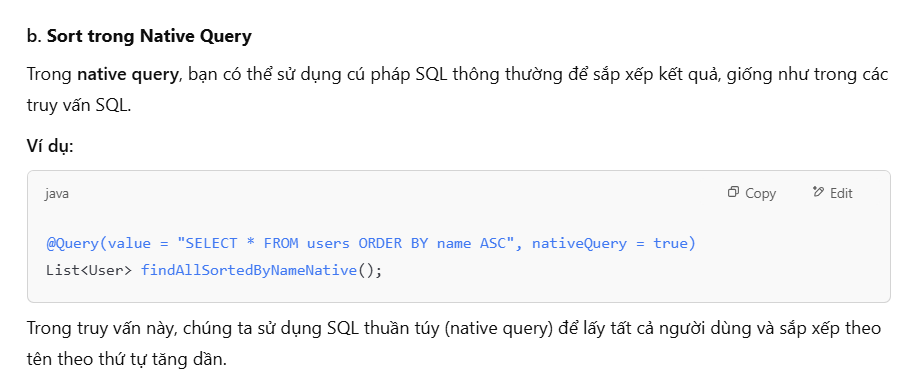 b. Sort trong Native Query
Trong native query, bạn có thể sử dụng cú pháp SQL thông thường để sắp xếp kết quả, giống như trong các
truy vấn SQL.
Ví dụ:
java
Copy
Edit
@Query(value = "SELECT * FROM users ORDER BY name ASC", nativeQuery = true)
List<User> findAllSortedByNameNative();
Trong truy vấn này, chúng ta sử dụng SQL thuần túy (native query) để lấy tất cả người dùng và sắp xếp theo
tên theo thứ tự tăng dần.